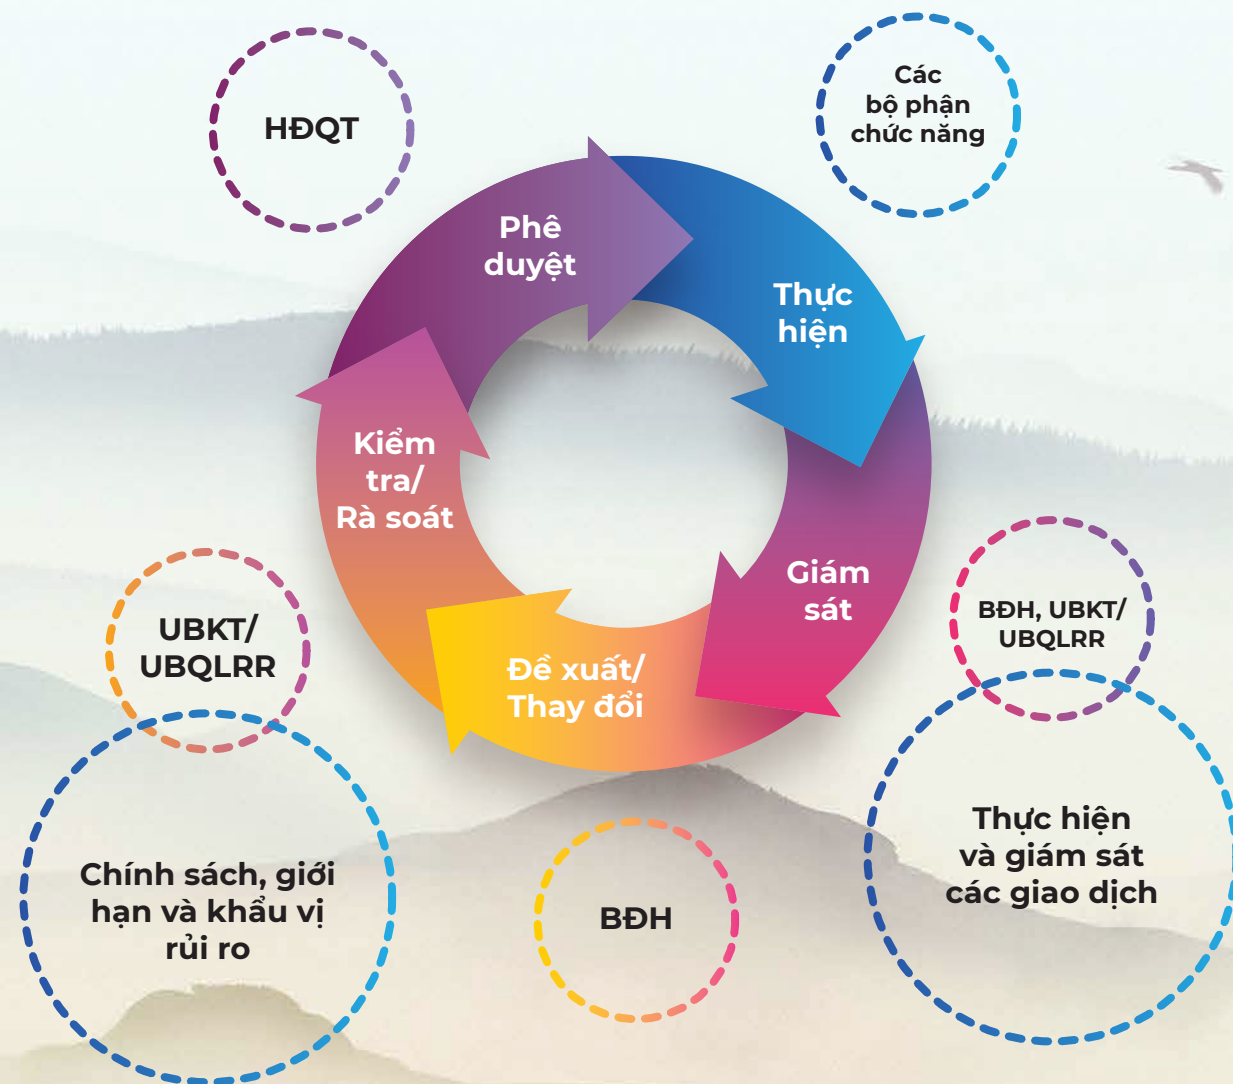 HĐQT
Các
bộ phận
chức năng
Phê
duyệt
Thực
hiện
Kiểm
tra/
Rà soát
Giám
sát
Đề xuất/
Thay đổi
UBKT/
UBQLRR
BĐH, UBKT/
UBQLRR
Chính sách, giới
hạn và khẩu vị
rủi ro
BĐH
Thực hiện
và giám sát
các giao dịch